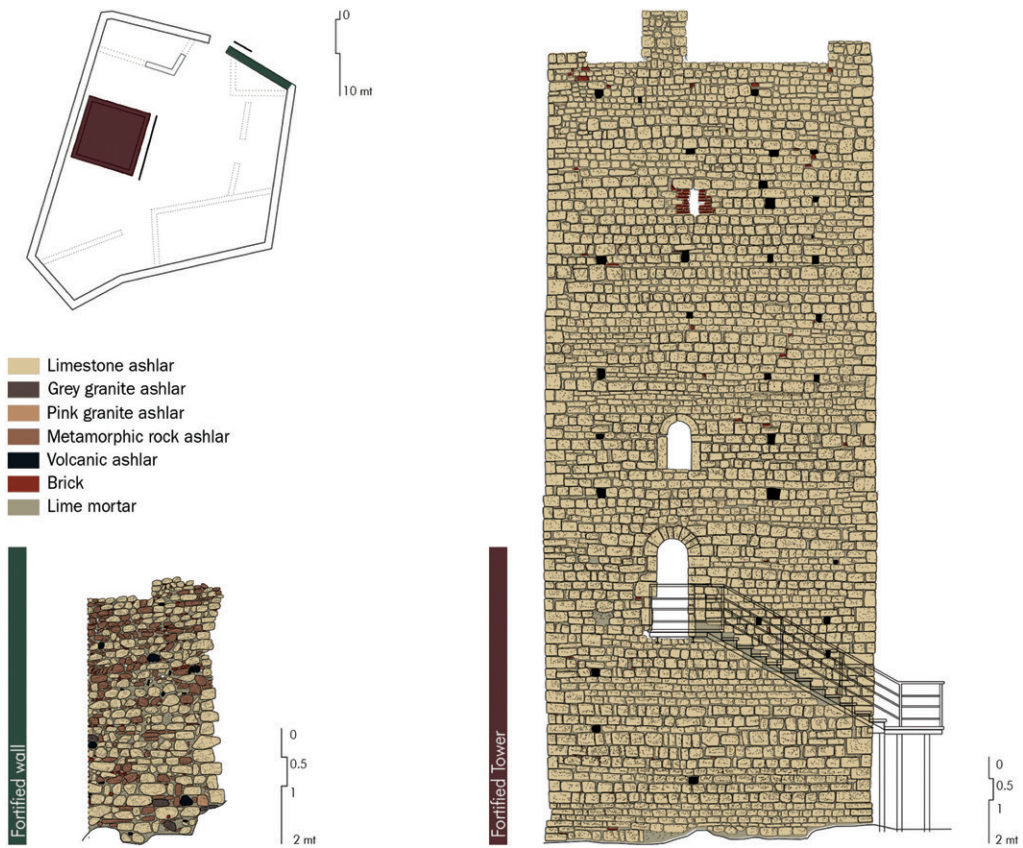 0
10 mt
Limestone ashlar
Grey granite ashlar
Pink granite ashlar
Metamorphic rock ashlar
Volcanic ashlar
Brick
Lime mortar
Fortified wall
0
0.5
1
2 mt
Fortified Tower
0
0.5
1
2 mt